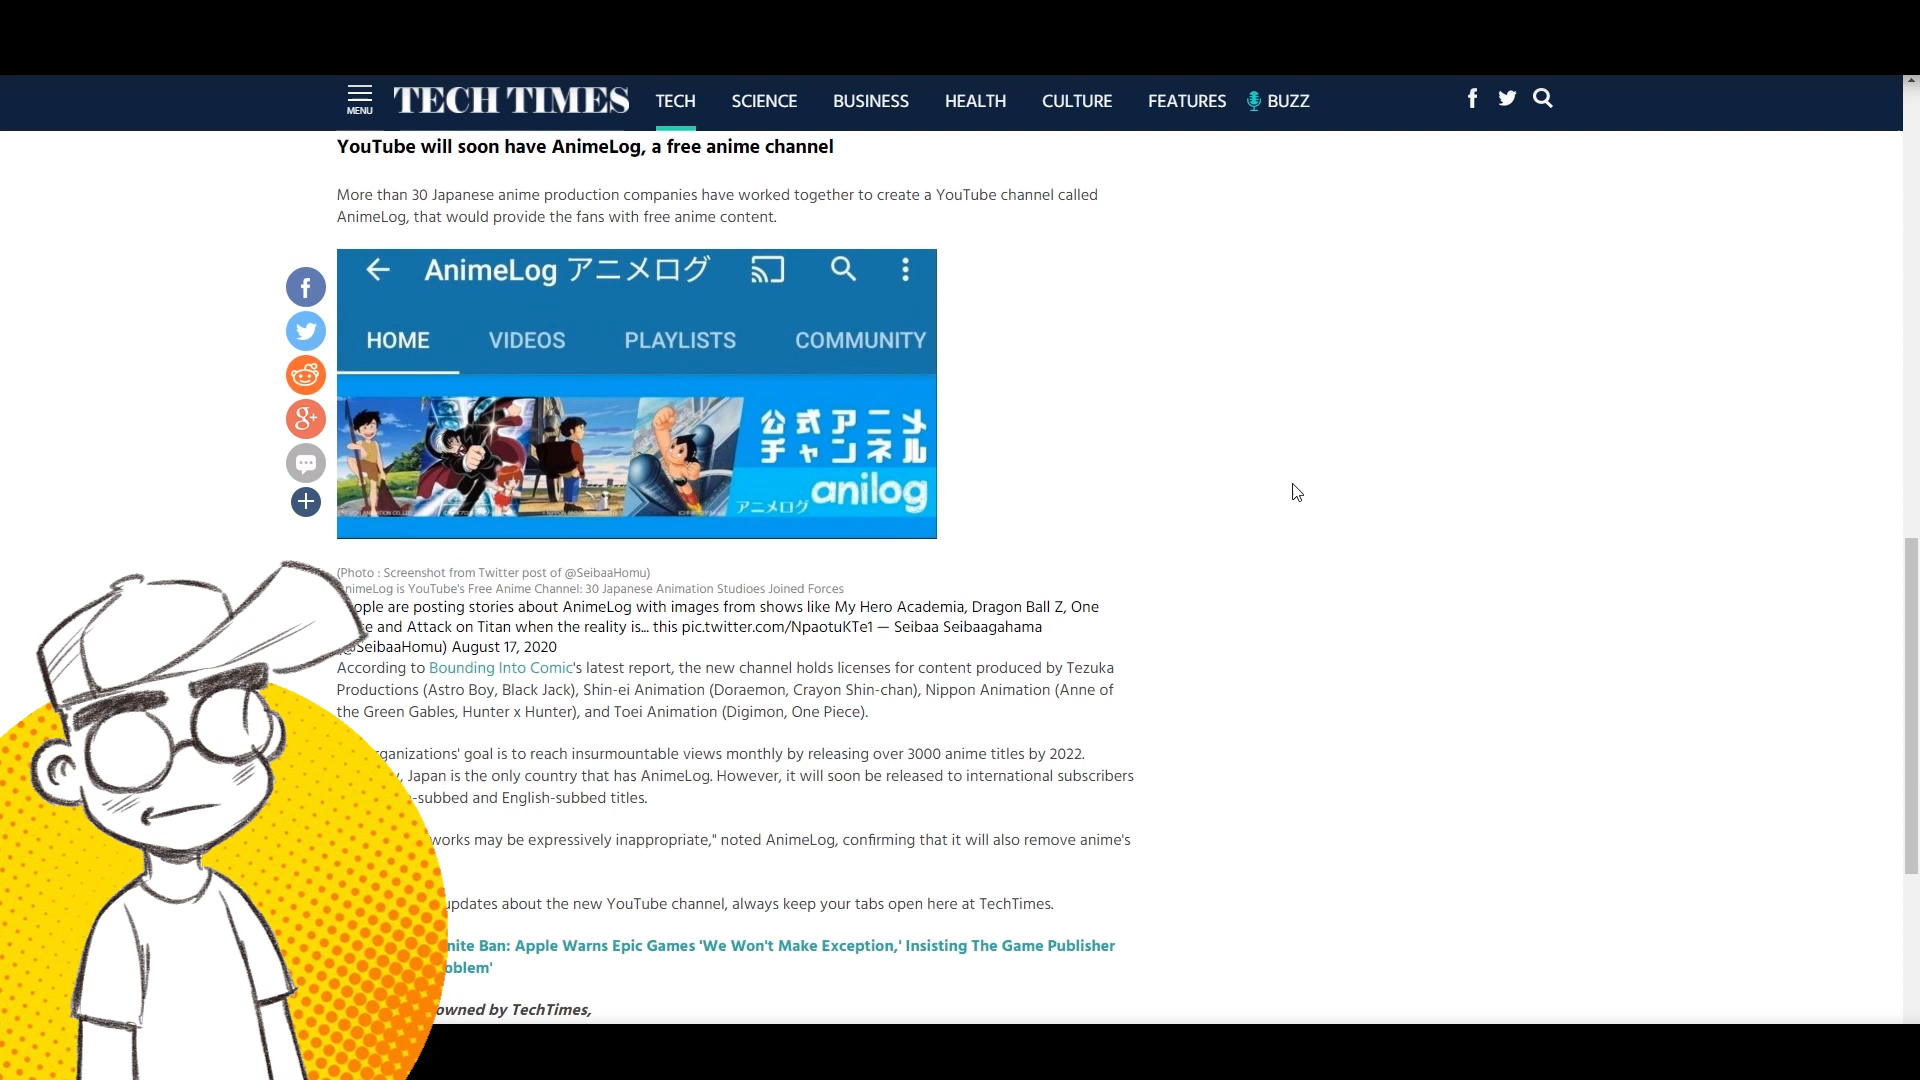 MENU TECH TIMES TECH SCIENCE BUSINESS HEALTH CULTURE FEATURES BUZZ
YouTube will soon have AnimeLog, a free anime channel
More than 30 Japanese anime production companies have worked together to create a YouTube channel called
AnimeLog, that would provide the fans with free anime content.
AnimeLog アニメログ
HOME VIDEOS PLAYLISTS COMMUNITY
公式アニメ
チャンネル
アニメログ anilog
(Photo : Screenshot from Twitter post of @SeibaaHomu)
nimeLog is YouTube's Free Anime Channel: 30 Japanese Animation Studioes Joined Forces
ople are posting stories about AnimeLog with images from shows like My Hero Academia, Dragon Ball Z, One
e and Attack on Titan when the reality is... this pic.twitter.com/NpaotuKTe1 — Seibaa Seibaagahama
(@SeibaaHomu) August 17, 2020
According to Bounding Into Comic's latest report, the new channel holds licenses for content produced by Tezuka
Productions (Astro Boy, Black Jack), Shin-ei Animation (Doraemon, Crayon Shin-chan), Nippon Animation (Anne of
the Green Gables, Hunter x Hunter), and Toei Animation (Digimon, One Piece).
ganizations' goal is to reach insurmountable views monthly by releasing over 3000 anime titles by 2022.
, Japan is the only country that has AnimeLog. However, it will soon be released to international subscribers
-subbed and English-subbed titles.
works may be expressively inappropriate," noted AnimeLog, confirming that it will also remove anime's
updates about the new YouTube channel, always keep your tabs open here at TechTimes.
nite Ban: Apple Warns Epic Games 'We Won't Make Exception,' Insisting The Game Publisher
oblem'
owned by TechTimes,